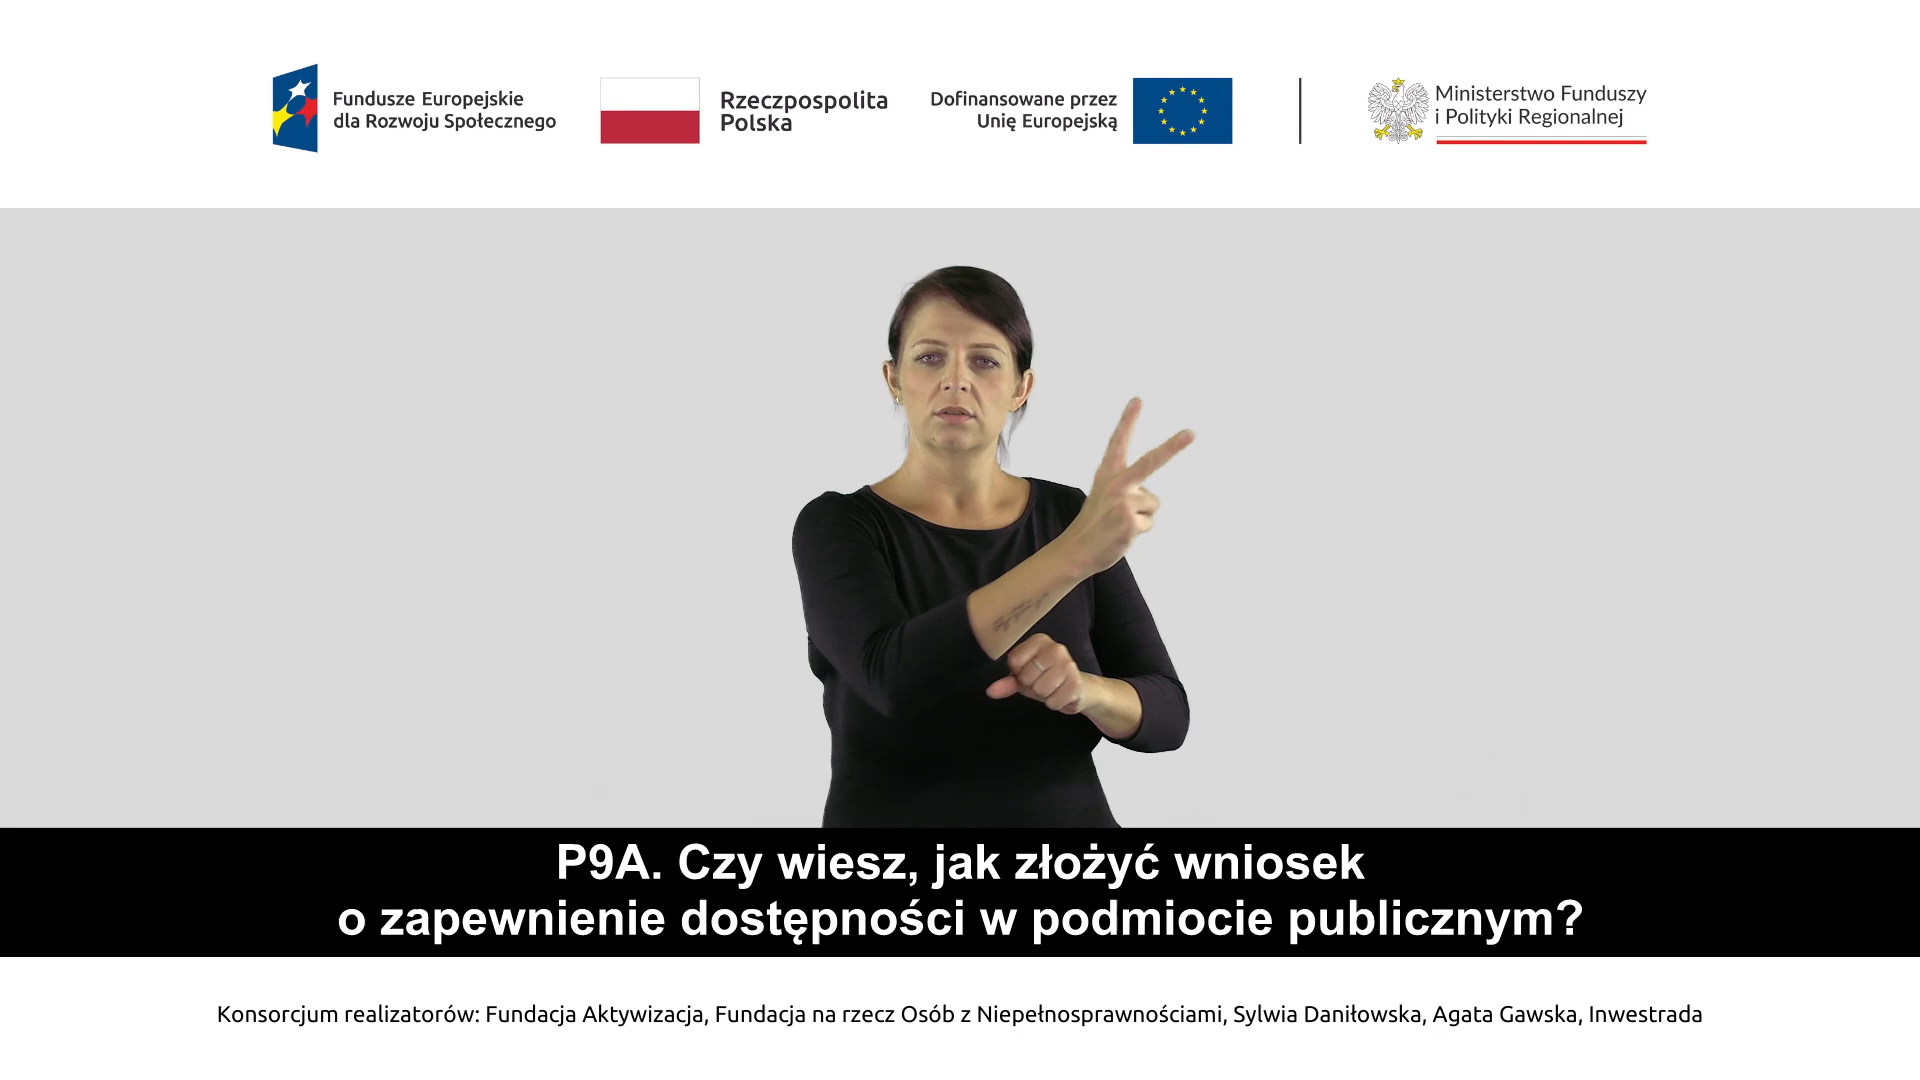 Fundusze Europejskie
dla Rozwoju Społecznego
Rzeczpospolita
Polska
Dofinansowane przez
Unię Europejską
Ministerstwo Funduszy
i Polityki Regionalnej
P9A. Czy wiesz, jak złożyć wniosek
o zapewnienie dostępności w podmiocie publicznym?
Konsorcjum realizatorów: Fundacja Aktywizacja, Fundacja na rzecz Osób z Niepełnosprawnościami, Sylwia Daniłowska, Agata Gawska, Inwestrada